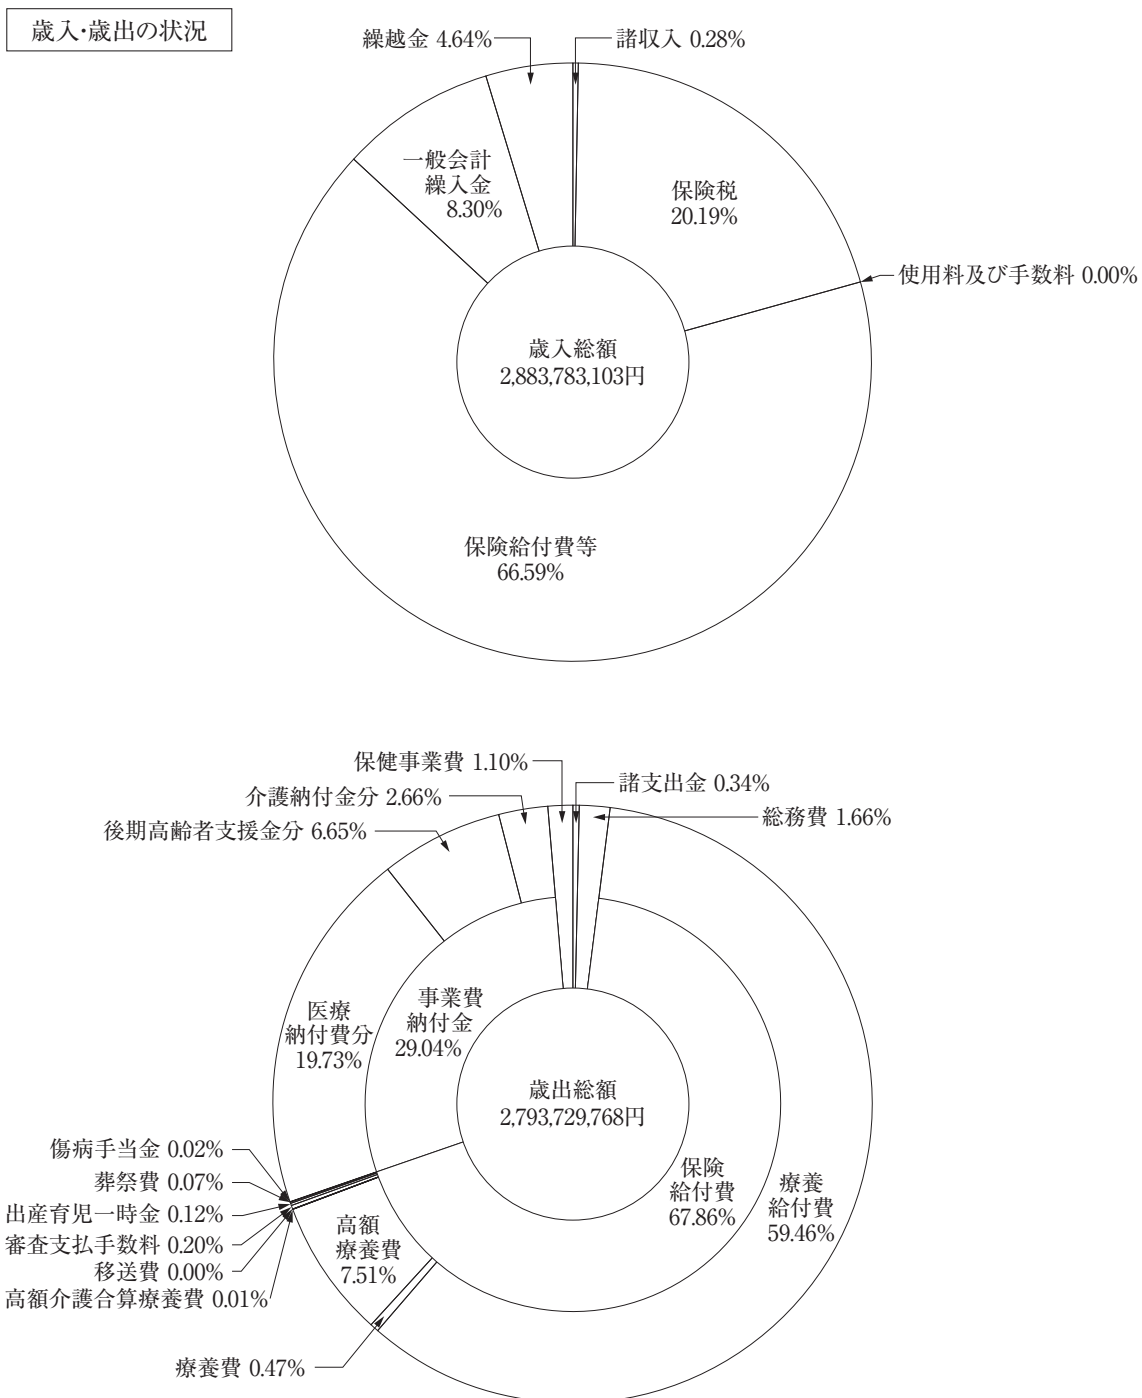 歳入・歳出の状況
繰越金 4.64%
諸収入 0.28%
一般会計
繰入金
8.30%
保険税
20.19%
使用料及び手数料 0.00%
歳入総額
2,883,783,103円
保険給付費等
66.59%
保健事業費 1.10%
諸支出金 0.34%
介護納付金分 2.66%
総務費 1.66%
後期高齢者支援金分 6.65%
医療
納付費分
19.73%
事業費
納付金
29.04%
歳出総額
2,793,729,768円
保険
給付費
67.86%
療養
給付費
59.46%
傷病手当金 0.02%
葬祭費 0.07%
出産育児一時金 0.12%
審査支払手数料 0.20%
移送費 0.00%
高額介護合算療養費 0.01%
高額
療養費
7.51%
療養費 0.47%